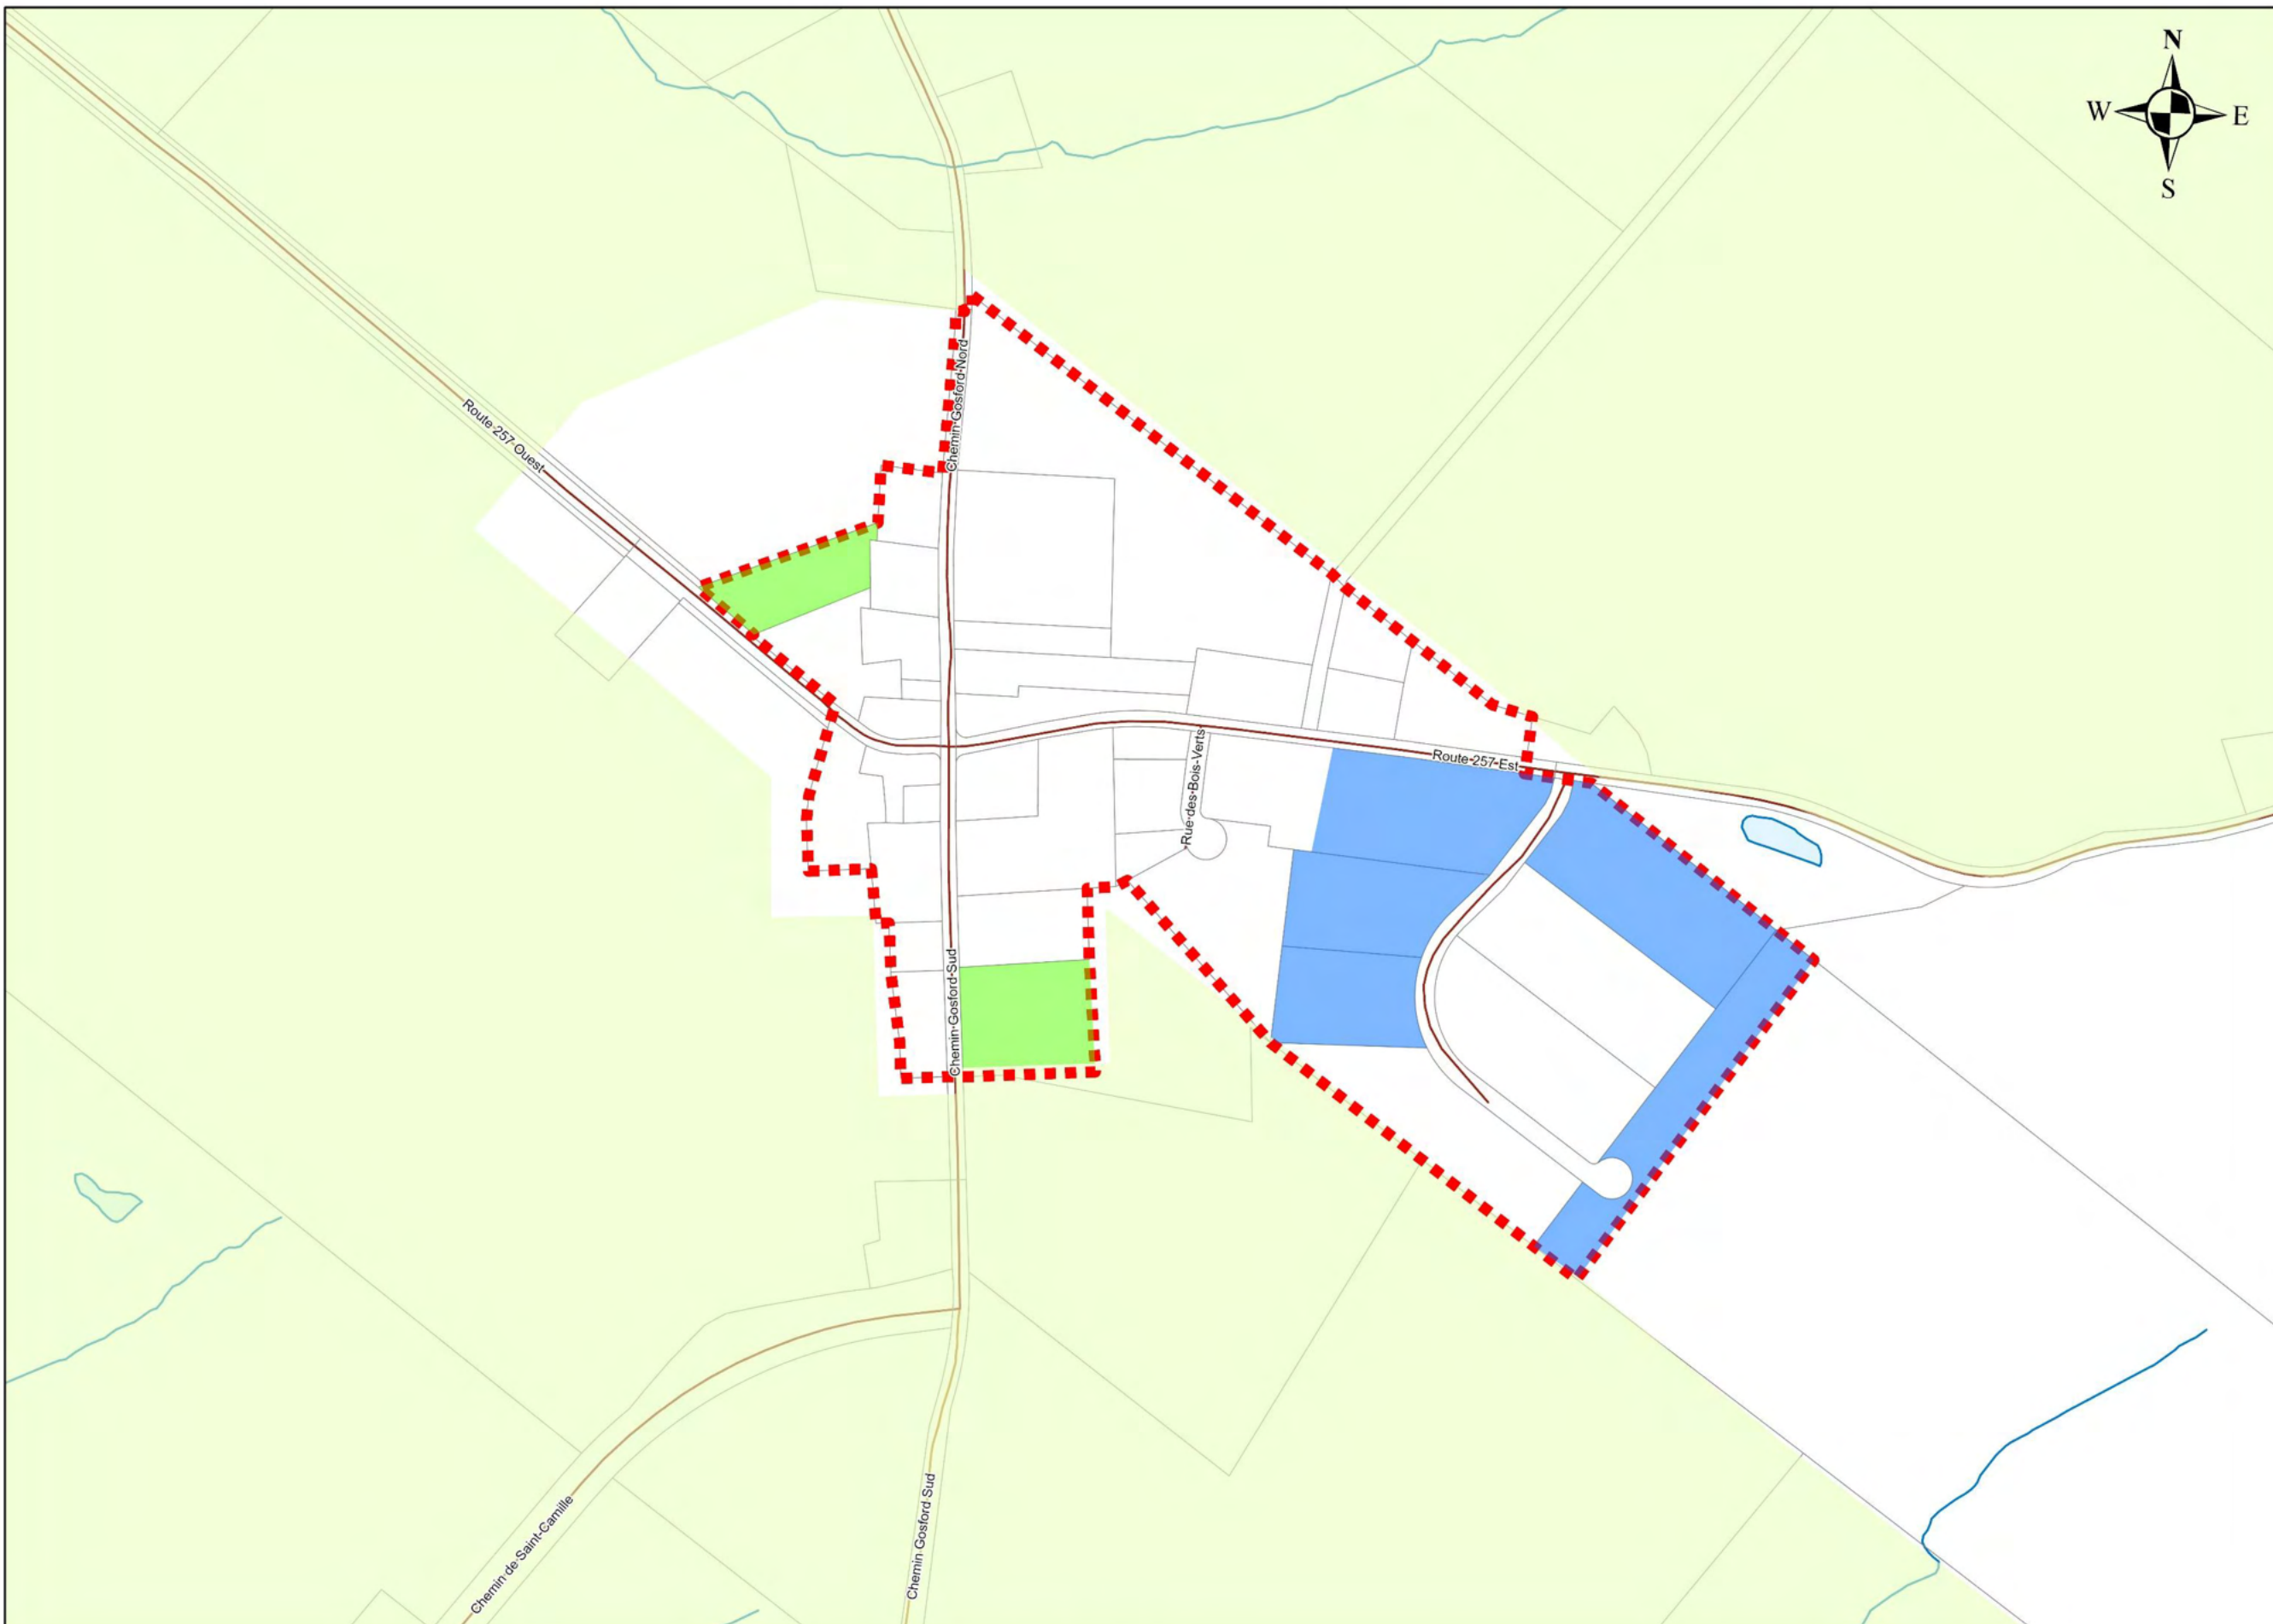 N
W E
S
Chemin Gosford Nord
Route 257 Ouest
Route 257 Est
Rue des Bois-Verts
Chemin Gosford Sud
Chemin de Saint-Camille
Chemin Gosford Sud